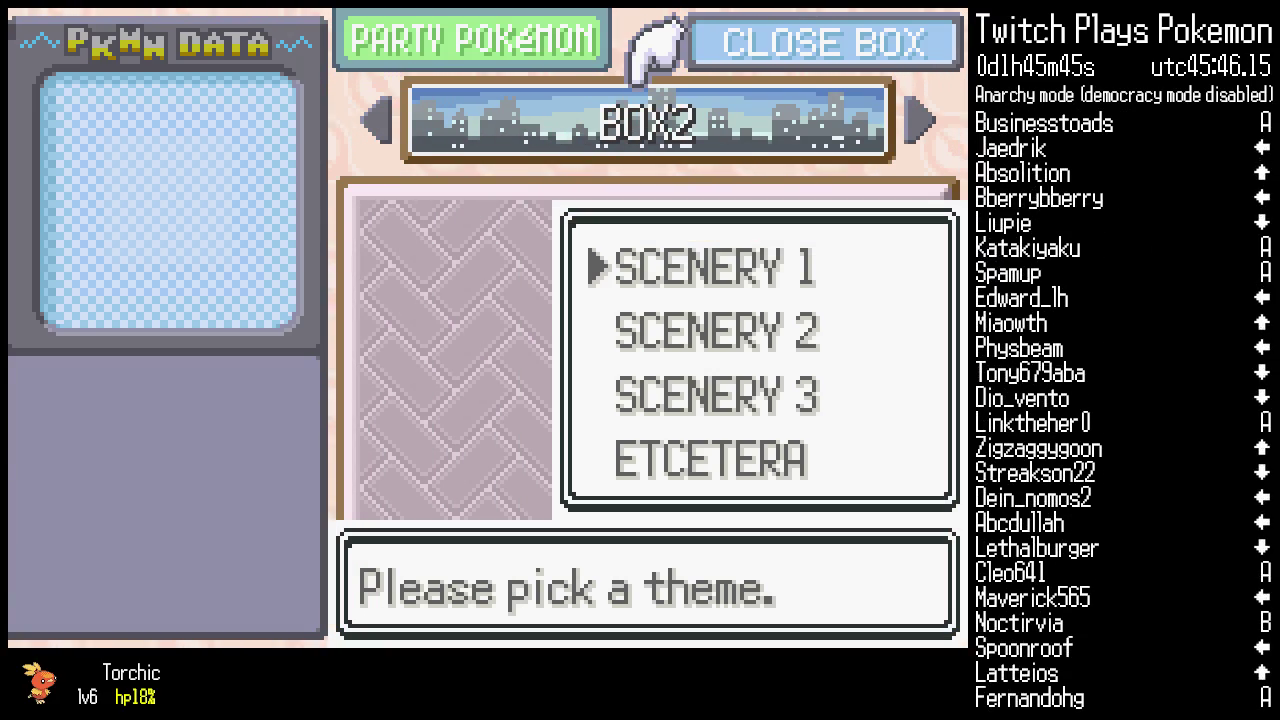 PKMN DATA
PARTY POKéMON
CLOSE BOX
BOX2
SCENERY 1
SCENERY 2
SCENERY 3
ETCETERA
Please pick a theme.
Torchic
lv6 hp18%
Twitch Plays Pokemon
0d1h45m45s utc45:46.15
Anarchy mode (democracy mode disabled)
Businesstoads A
Jaedrik ←
Absolition ↑
Bberrybberry ←
Liupie ↓
Katakiyaku A
Spamup A
Edward_lh ←
Miaowth ↑
Physbeam ←
Tony679aba ↓
Dio_vento ↓
Linktheher0 A
Zigzaggygoon ↑
Streakson22 ↓
Dein_nomos2 ←
Abcdullah ←
Lethalburger ↓
Cleo641 A
Maverick565 ←
Noctirvia B
Spoonroof ←
Latteios ↑
Fernandohg A